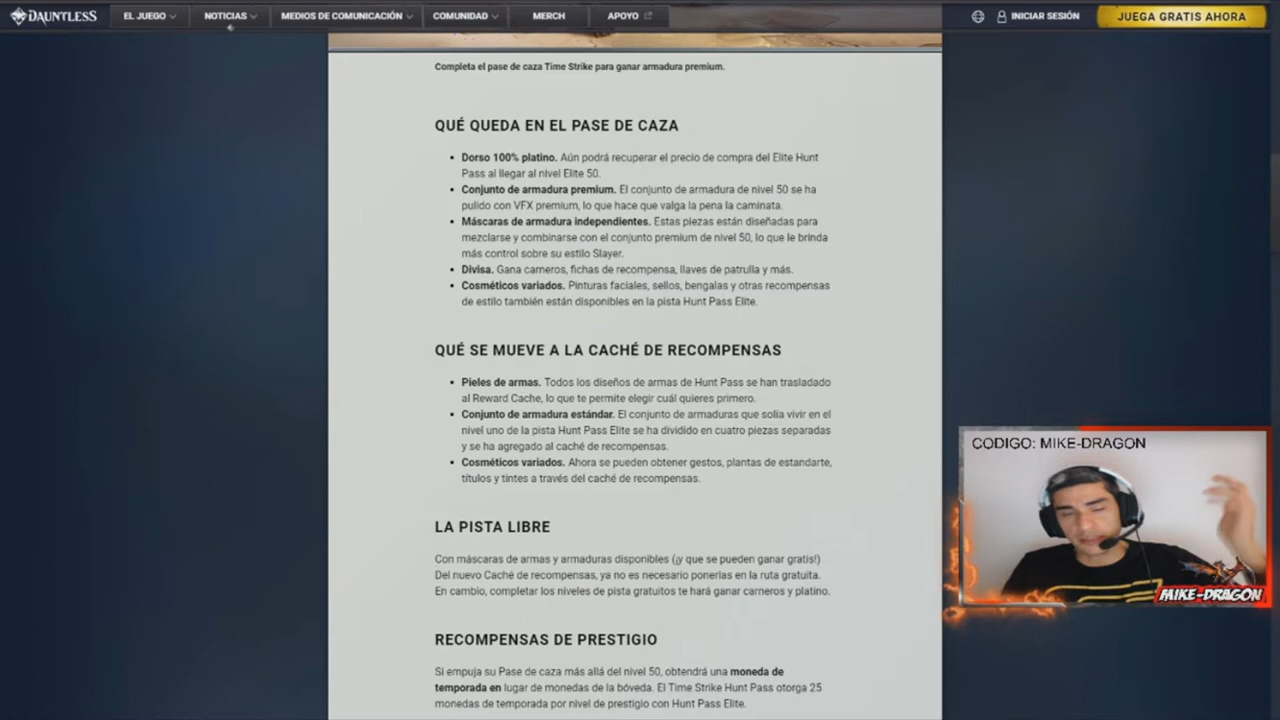 DAUNTLESS
EL JUEGO
NOTICIAS
MEDIOS DE COMUNICACIÓN
COMUNIDAD
MERCH
APOYO
INICIAR SESIÓN
JUEGA GRATIS AHORA
Completa el pase de caza Time Strike para ganar armadura premium.
QUÉ QUEDA EN EL PASE DE CAZA
• Dorso 100% platino. Aún podrá recuperar el precio de compra del Elite Hunt
Pass al llegar al nivel Elite 50.
• Conjunto de armadura premium. El conjunto de armadura de nivel 50 se ha
pulido con VFX premium, lo que hace que valga la pena la caminata.
• Máscaras de armadura independientes. Estas piezas están diseñadas para
mezclarse y combinarse con el conjunto premium de nivel 50, lo que le brinda
más control sobre su estilo Slayer.
• Divisa. Gana carneros, fichas de recompensa, llaves de patrulla y más.
• Cosméticos variados. Pinturas faciales, sellos, bengalas y otras recompensas
de estilo también están disponibles en la pista Hunt Pass Elite.
QUÉ SE MUEVE A LA CACHÉ DE RECOMPENSAS
• Pieles de armas. Todos los diseños de armas de Hunt Pass se han trasladado
al Reward Cache, lo que te permite elegir cuál quieres primero.
• Conjunto de armadura estándar. El conjunto de armaduras que solía vivir en el
nivel uno de la pista Hunt Pass Elite se ha dividido en cuatro piezas separadas
y se ha agregado al caché de recompensas.
• Cosméticos variados. Ahora se pueden obtener gestos, plantas de estandarte,
títulos y tintes a través del caché de recompensas.
LA PISTA LIBRE
Con máscaras de armas y armaduras disponibles (¡y que se pueden ganar gratis!)
Del nuevo Caché de recompensas, ya no es necesario ponerlas en la ruta gratuita.
En cambio, completar los niveles de pista gratuitos te hará ganar carneros y platino.
RECOMPENSAS DE PRESTIGIO
Si empuja su Pase de caza más allá del nivel 50, obtendrá una moneda de
temporada en lugar de monedas de la bóveda. El Time Strike Hunt Pass otorga 25
monedas de temporada por nivel de prestigio con Hunt Pass Elite.
CODIGO: MIKE-DRAGON
MIKE-DRAGON